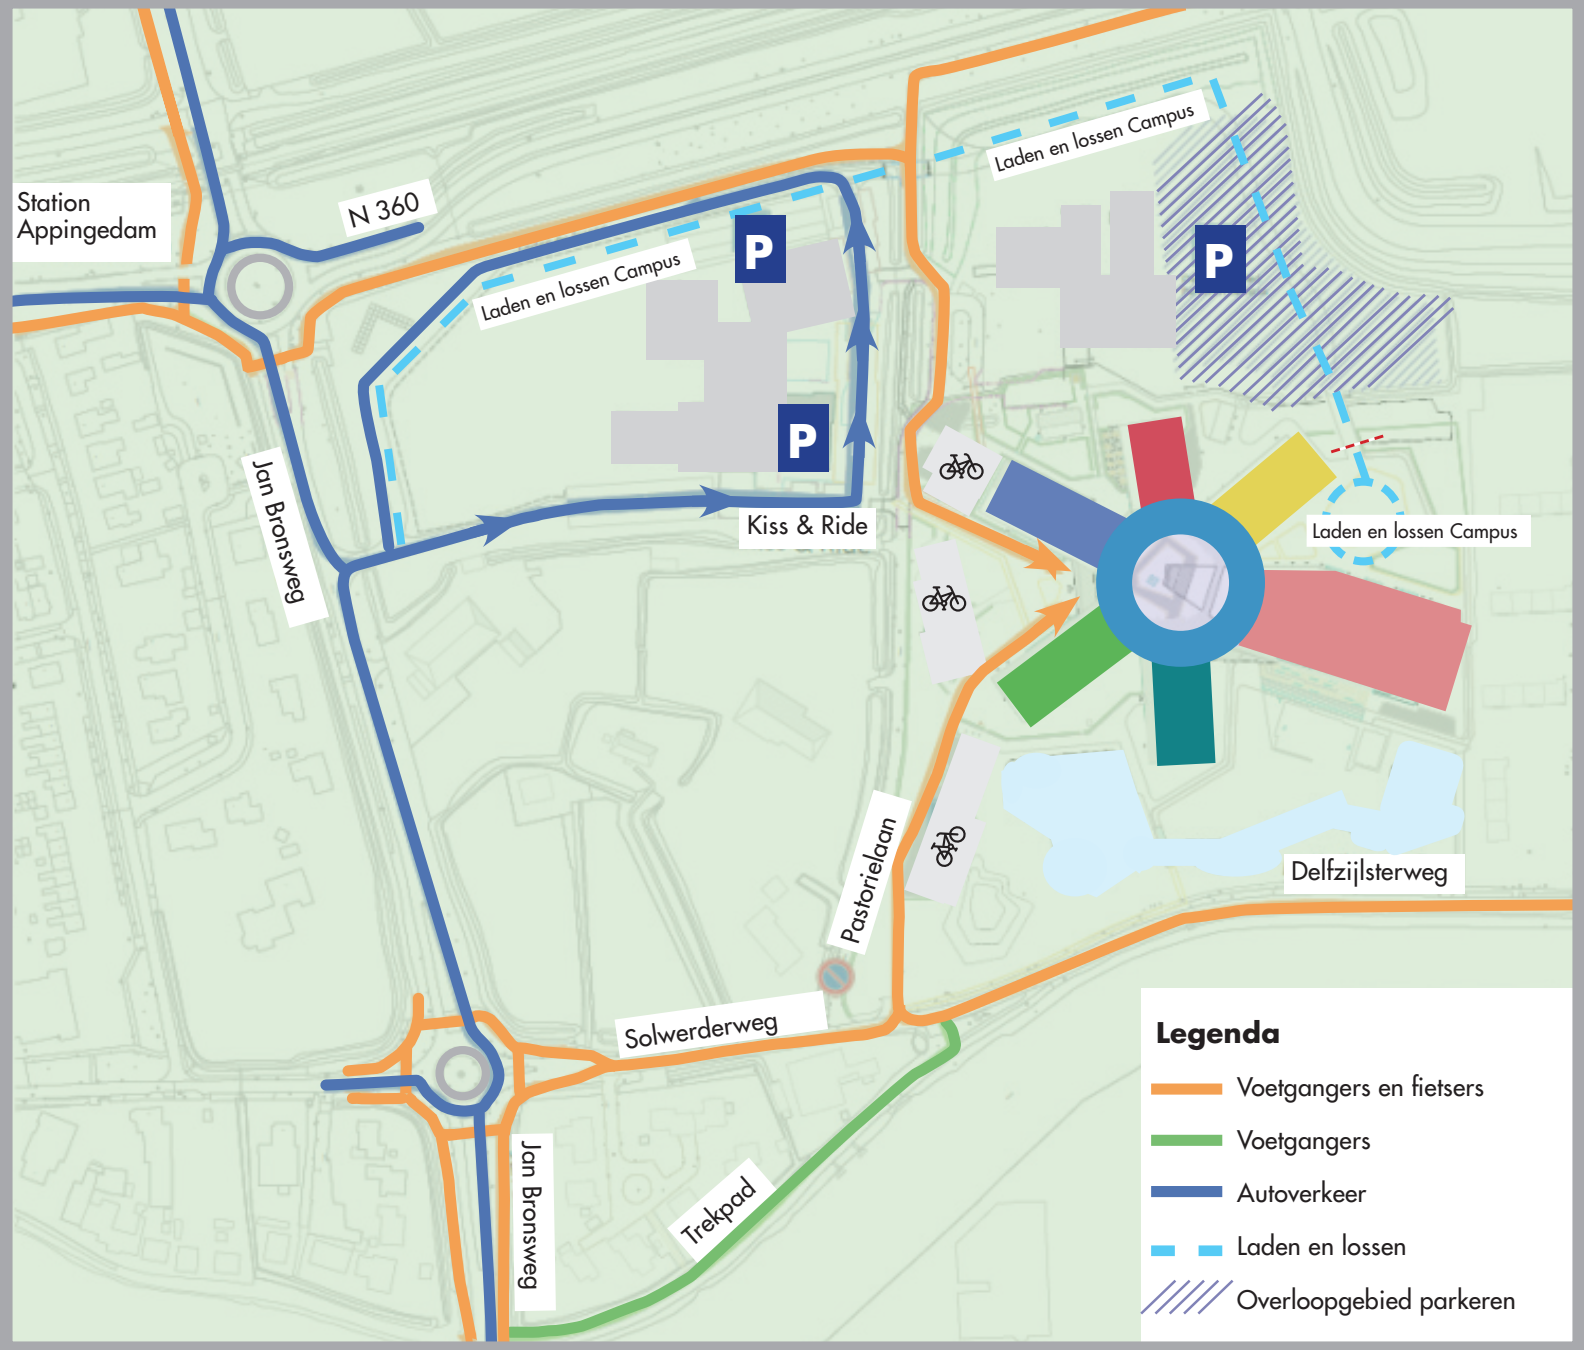 Station
Appingedam
N 360
Laden en lossen Campus
P
Laden en lossen Campus
P
P
Kiss & Ride
Jan Bronsweg
Laden en lossen Campus
Pastorielaan
Delfzijlsterweg
Solwerderweg
Jan Bronsweg
Trekpad
Legenda
Voetgangers en fietsers
Voetgangers
Autoverkeer
Laden en lossen
Overloopgebied parkeren